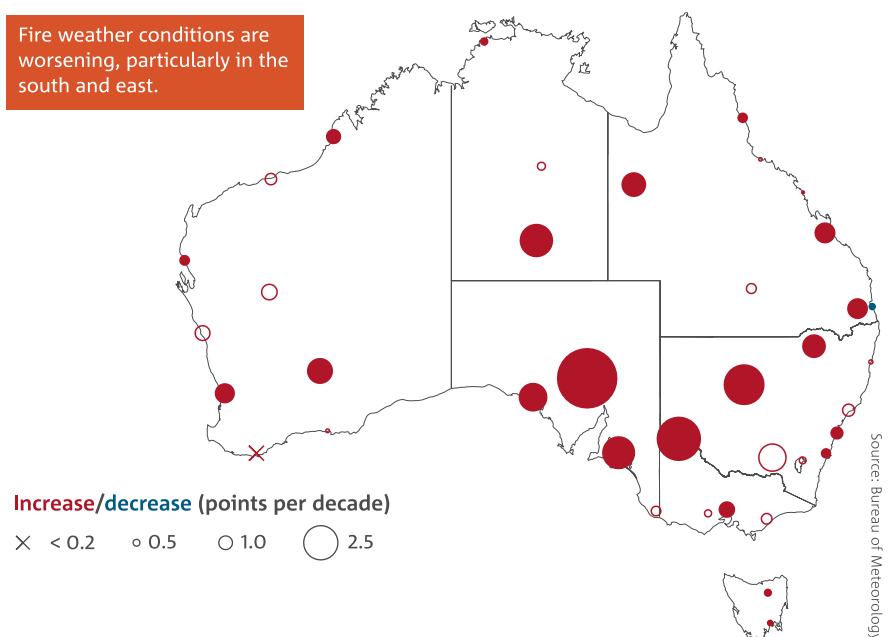 Fire weather conditions are
worsening, particularly in the
south and east.
Increase/decrease (points per decade)
< 0.2
0.5
1.0
2.5
Source: Bureau of Meteorology